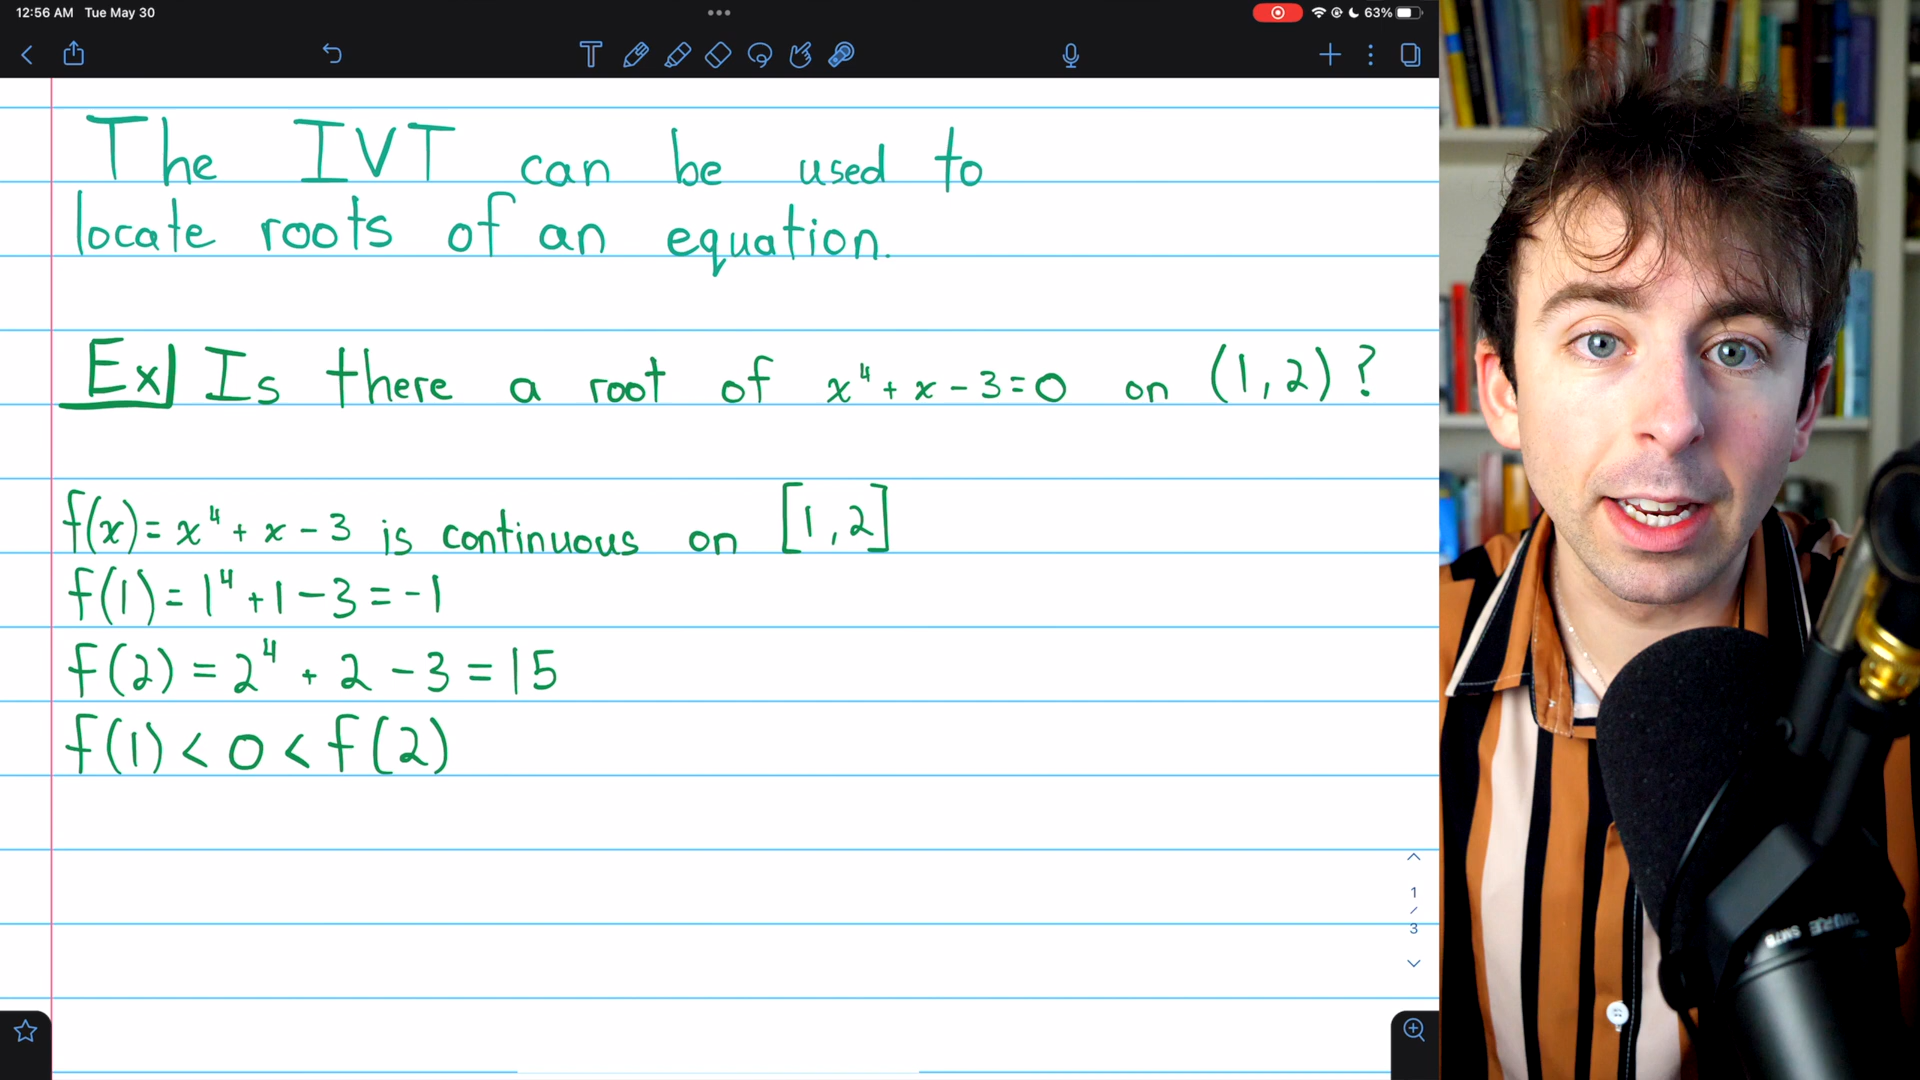 12:56 AM Tue May 30
63%
The IVT can be used to
locate roots of an equation.
Ex| Is there a root of x⁴ + x - 3 = 0 on (1, 2)?
f(x) = x⁴ + x - 3 is continuous on [1, 2]
f(1) = 1⁴ + 1 - 3 = -1
f(2) = 2⁴ + 2 - 3 = 15
f(1) < 0 < f(2)
1
/
3
SHURE SM7B